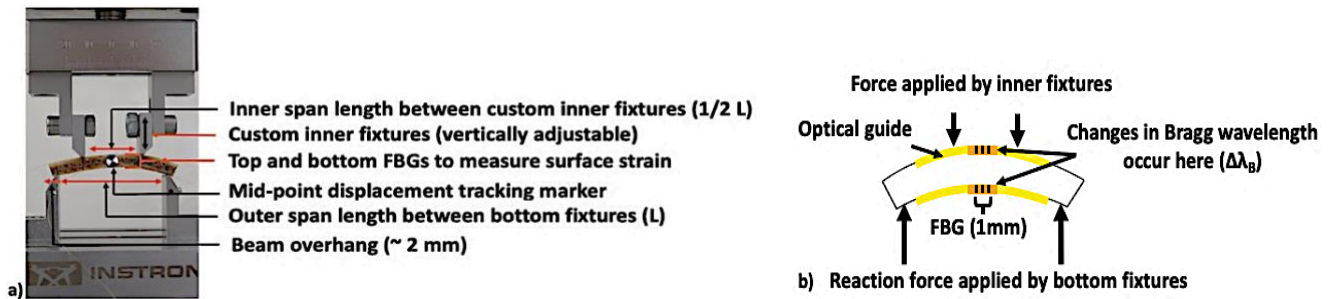 Inner span length between custom inner fixtures (1/2 L)
Custom inner fixtures (vertically adjustable)
Top and bottom FBGs to measure surface strain
Mid-point displacement tracking marker
Outer span length between bottom fixtures (L)
Beam overhang (~ 2 mm)
INSTRON
a)
Force applied by inner fixtures
Optical guide
Changes in Bragg wavelength
occur here (Δλ_B)
FBG (1mm)
b) Reaction force applied by bottom fixtures